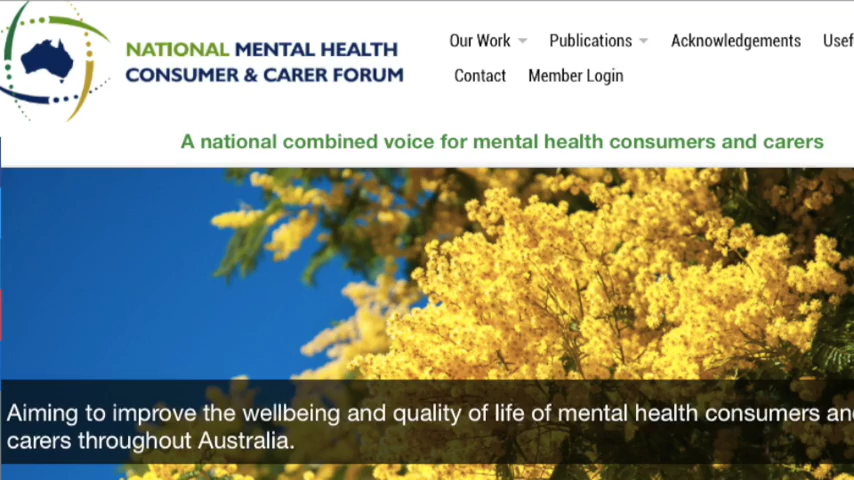 NATIONAL MENTAL HEALTH
CONSUMER & CARER FORUM
Our Work Publications Acknowledgements
Contact Member Login
A national combined voice for mental health consumers and carers
Aiming to improve the wellbeing and quality of life of mental health consumers
carers throughout Australia.